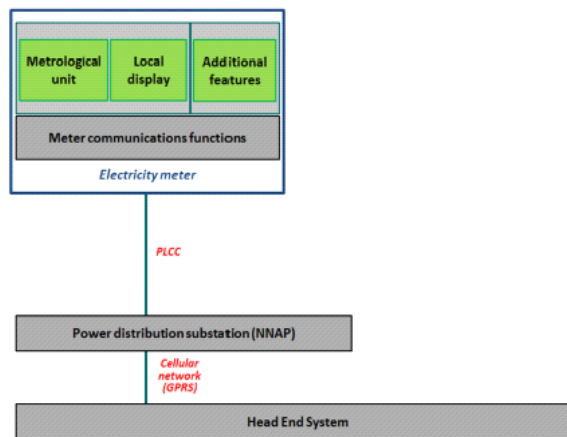 Metrological
unit
Local
display
Additional
features
Meter communications functions
Electricity meter
PLCC
Power distribution substation (NNAP)
Cellular
network
(GPRS)
Head End System